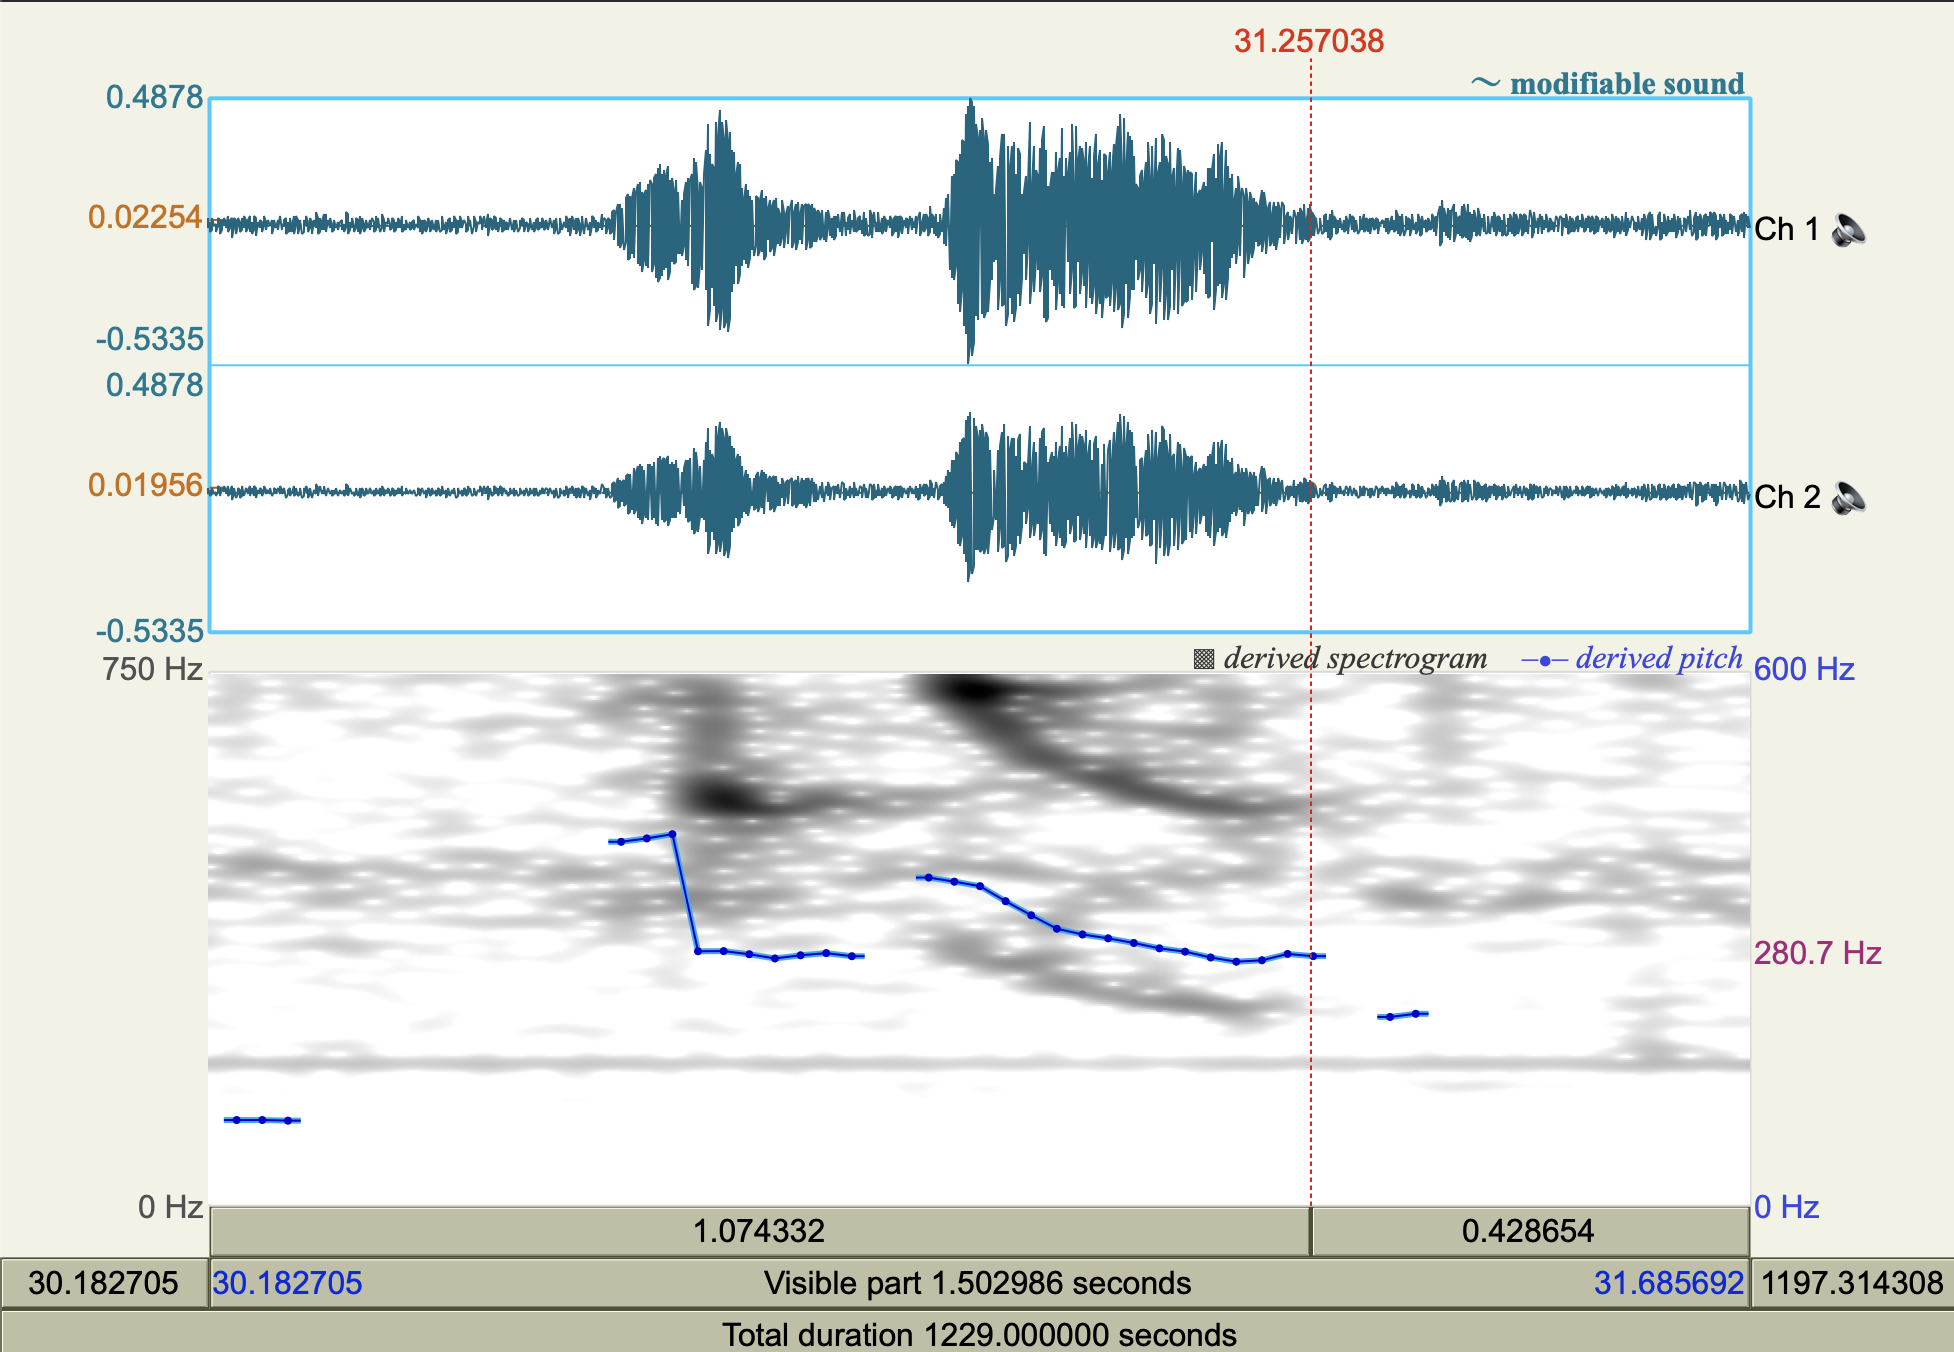 31.257038
~ modifiable sound
0.4878
0.02254
Ch 1
-0.5335
0.4878
0.01956
Ch 2
-0.5335
derived spectrogram derived pitch
750 Hz 600 Hz
280.7 Hz
0 Hz 0 Hz
1.074332 0.428654
30.182705 30.182705 Visible part 1.502986 seconds 31.685692 1197.314308
Total duration 1229.000000 seconds